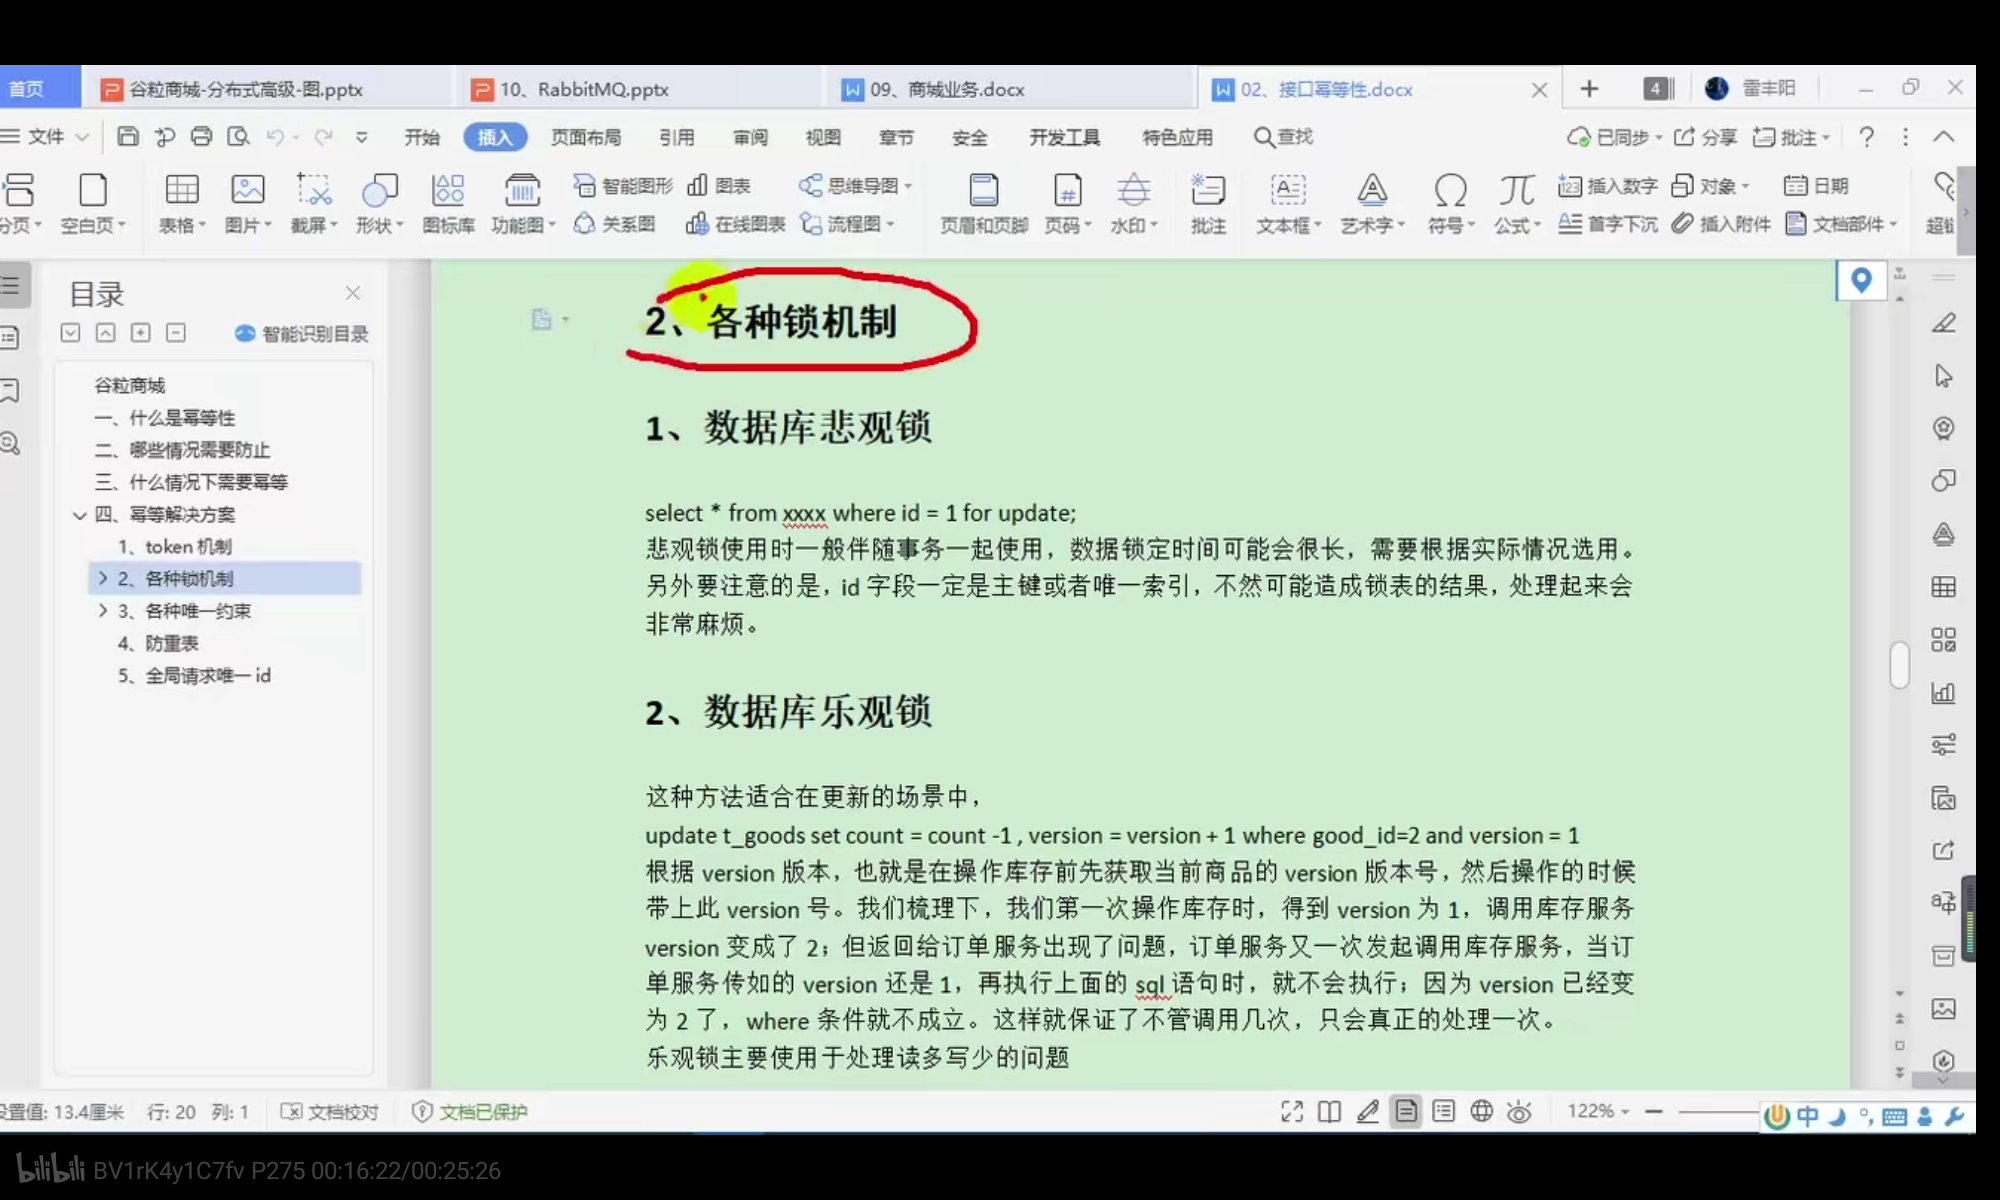 首页
谷粒商城-分布式高级-图.pptx
10、RabbitMQ.pptx
09、商城业务.docx
02、接口幂等性.docx
4
雷丰阳
文件
开始
插入
页面布局
引用
审阅
视图
章节
安全
开发工具
特色应用
查找
已同步
分享
批注
分页
空白页
表格
图片
截屏
形状
图标库
功能图
智能图形
图表
关系图
在线图表
思维导图
流程图
页眉和页脚
页码
水印
批注
文本框
艺术字
符号
公式
插入数字
对象
日期
首字下沉
插入附件
文档部件
目录
智能识别目录
谷粒商城
一、什么是幂等性
二、哪些情况需要防止
三、什么情况下需要幂等
四、幂等解决方案
1、token 机制
2、各种锁机制
3、各种唯一约束
4、防重表
5、全局请求唯一 id
2、各种锁机制
1、数据库悲观锁
select * from xxxx where id = 1 for update;
悲观锁使用时一般伴随事务一起使用，数据锁定时间可能会很长，需要根据实际情况选用。
另外要注意的是，id 字段一定是主键或者唯一索引，不然可能造成锁表的结果，处理起来会
非常麻烦。
2、数据库乐观锁
这种方法适合在更新的场景中，
update t_goods set count = count -1 , version = version + 1 where good_id=2 and version = 1
根据 version 版本，也就是在操作库存前先获取当前商品的 version 版本号，然后操作的时候
带上此 version 号。我们梳理下，我们第一次操作库存时，得到 version 为 1，调用库存服务
version 变成了 2；但返回给订单服务出现了问题，订单服务又一次发起调用库存服务，当订
单服务传如的 version 还是 1，再执行上面的 sql 语句时，就不会执行；因为 version 已经变
为 2 了，where 条件就不成立。这样就保证了不管调用几次，只会真正的处理一次。
乐观锁主要使用于处理读多写少的问题
设置值: 13.4厘米
行: 20
列: 1
文档校对
文档已保护
122%
中
bilibili BV1rK4y1C7fv P275 00:16:22/00:25:26